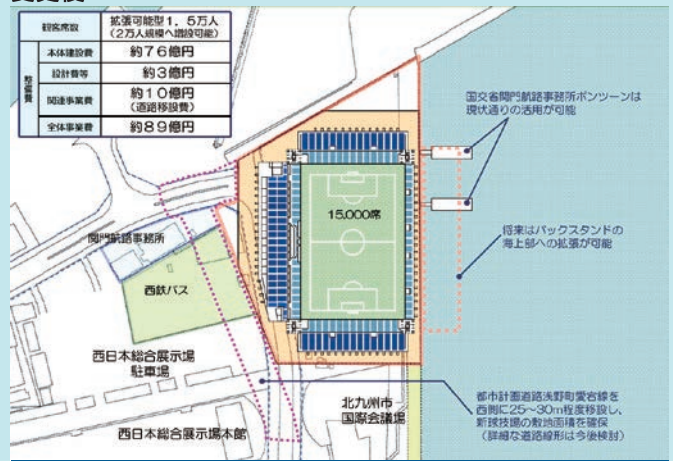 観客席数
拡張可能型1.5万人
(2万人規模へ増設可能)
整備費
本体建設費
約76億円
設計費等
約3億円
関連事業費
約10億円
(道路移設費)
全体事業費
約89億円
国交省関門航路事務所ポンツーンは
現状通りの活用が可能
15,000席
将来はバックスタンドの
海上部への拡張が可能
関門航路事務所
西鉄バス
西日本総合展示場
駐車場
西日本総合展示場本館
北九州市
国際会議場
都市計画道路浅野町愛宕線を
西側に25~30m程度移設し、
新球技場の敷地面積を確保
(詳細な道路線形は今後検討)